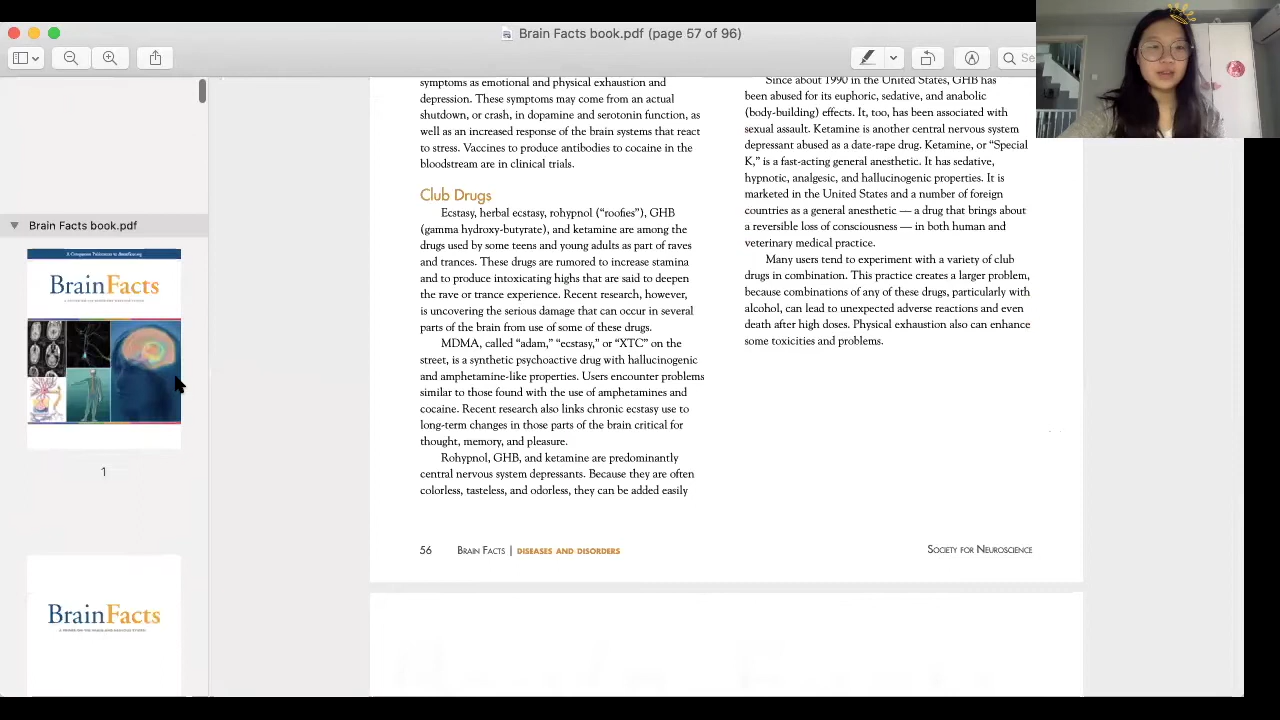 Brain Facts book.pdf (page 57 of 96)
Se
Brain Facts book.pdf
A Companion Publication to BrainFacts.org
BrainFacts
1
BrainFacts
symptoms as emotional and physical exhaustion and
depression. These symptoms may come from an actual
shutdown, or crash, in dopamine and serotonin function, as
well as an increased response of the brain systems that react
to stress. Vaccines to produce antibodies to cocaine in the
bloodstream are in clinical trials.
Club Drugs
Ecstasy, herbal ecstasy, rohypnol (“roofies”), GHB
(gamma hydroxy-butyrate), and ketamine are among the
drugs used by some teens and young adults as part of raves
and trances. These drugs are rumored to increase stamina
and to produce intoxicating highs that are said to deepen
the rave or trance experience. Recent research, however,
is uncovering the serious damage that can occur in several
parts of the brain from use of some of these drugs.
MDMA, called “adam,” “ecstasy,” or “XTC” on the
street, is a synthetic psychoactive drug with hallucinogenic
and amphetamine-like properties. Users encounter problems
similar to those found with the use of amphetamines and
cocaine. Recent research also links chronic ecstasy use to
long-term changes in those parts of the brain critical for
thought, memory, and pleasure.
Rohypnol, GHB, and ketamine are predominantly
central nervous system depressants. Because they are often
colorless, tasteless, and odorless, they can be added easily
Since about 1990 in the United States, GHB has
been abused for its euphoric, sedative, and anabolic
(body-building) effects. It, too, has been associated with
sexual assault. Ketamine is another central nervous system
depressant abused as a date-rape drug. Ketamine, or “Special
K,” is a fast-acting general anesthetic. It has sedative,
hypnotic, analgesic, and hallucinogenic properties. It is
marketed in the United States and a number of foreign
countries as a general anesthetic — a drug that brings about
a reversible loss of consciousness — in both human and
veterinary medical practice.
Many users tend to experiment with a variety of club
drugs in combination. This practice creates a larger problem,
because combinations of any of these drugs, particularly with
alcohol, can lead to unexpected adverse reactions and even
death after high doses. Physical exhaustion also can enhance
some toxicities and problems.
56 Brain Facts | DISEASES AND DISORDERS
Society for Neuroscience